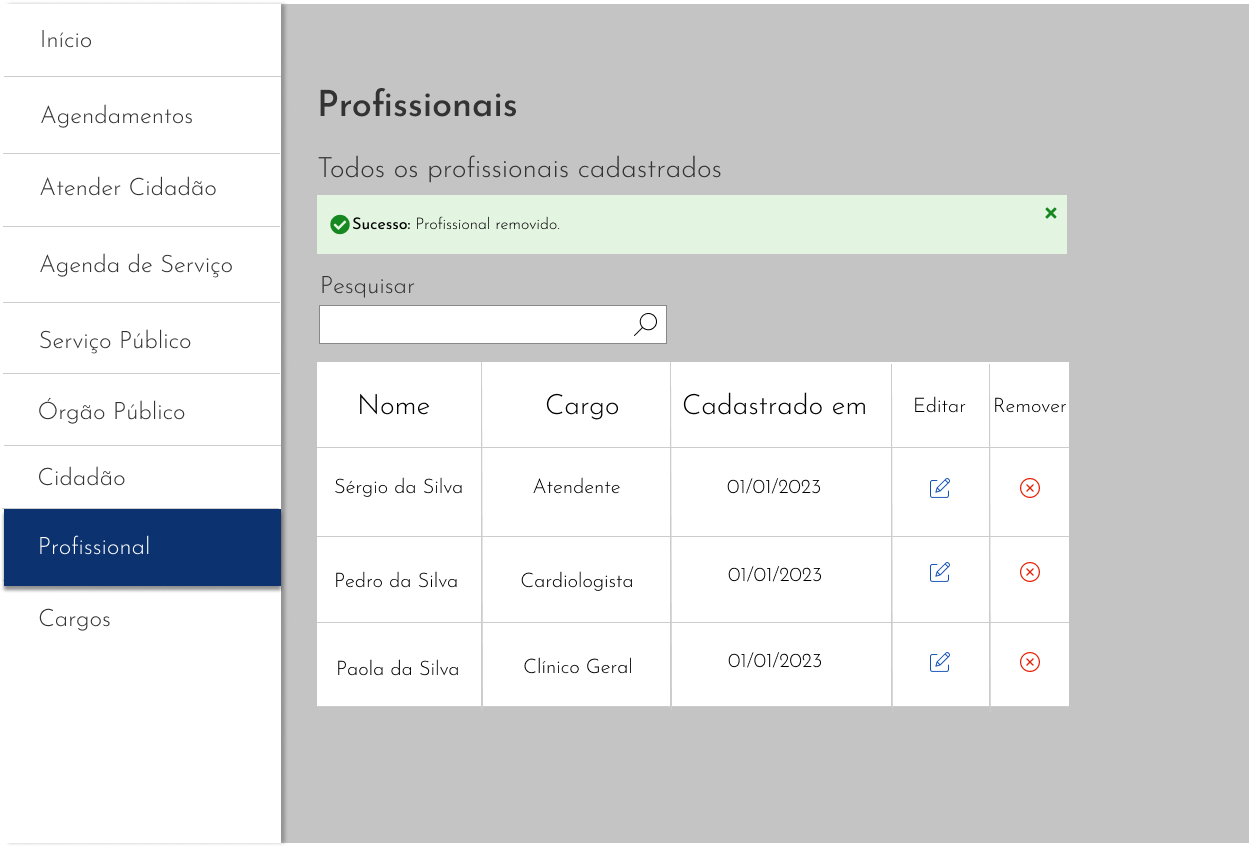 Início
Agendamentos
Atender Cidadão
Agenda de Serviço
Serviço Público
Órgão Público
Cidadão
Profissional
Cargos
Profissionais
Todos os profissionais cadastrados
Sucesso: Profissional removido.
Pesquisar
Nome Cargo Cadastrado em Editar Remover
Sérgio da Silva Atendente 01/01/2023
Pedro da Silva Cardiologista 01/01/2023
Paola da Silva Clínico Geral 01/01/2023